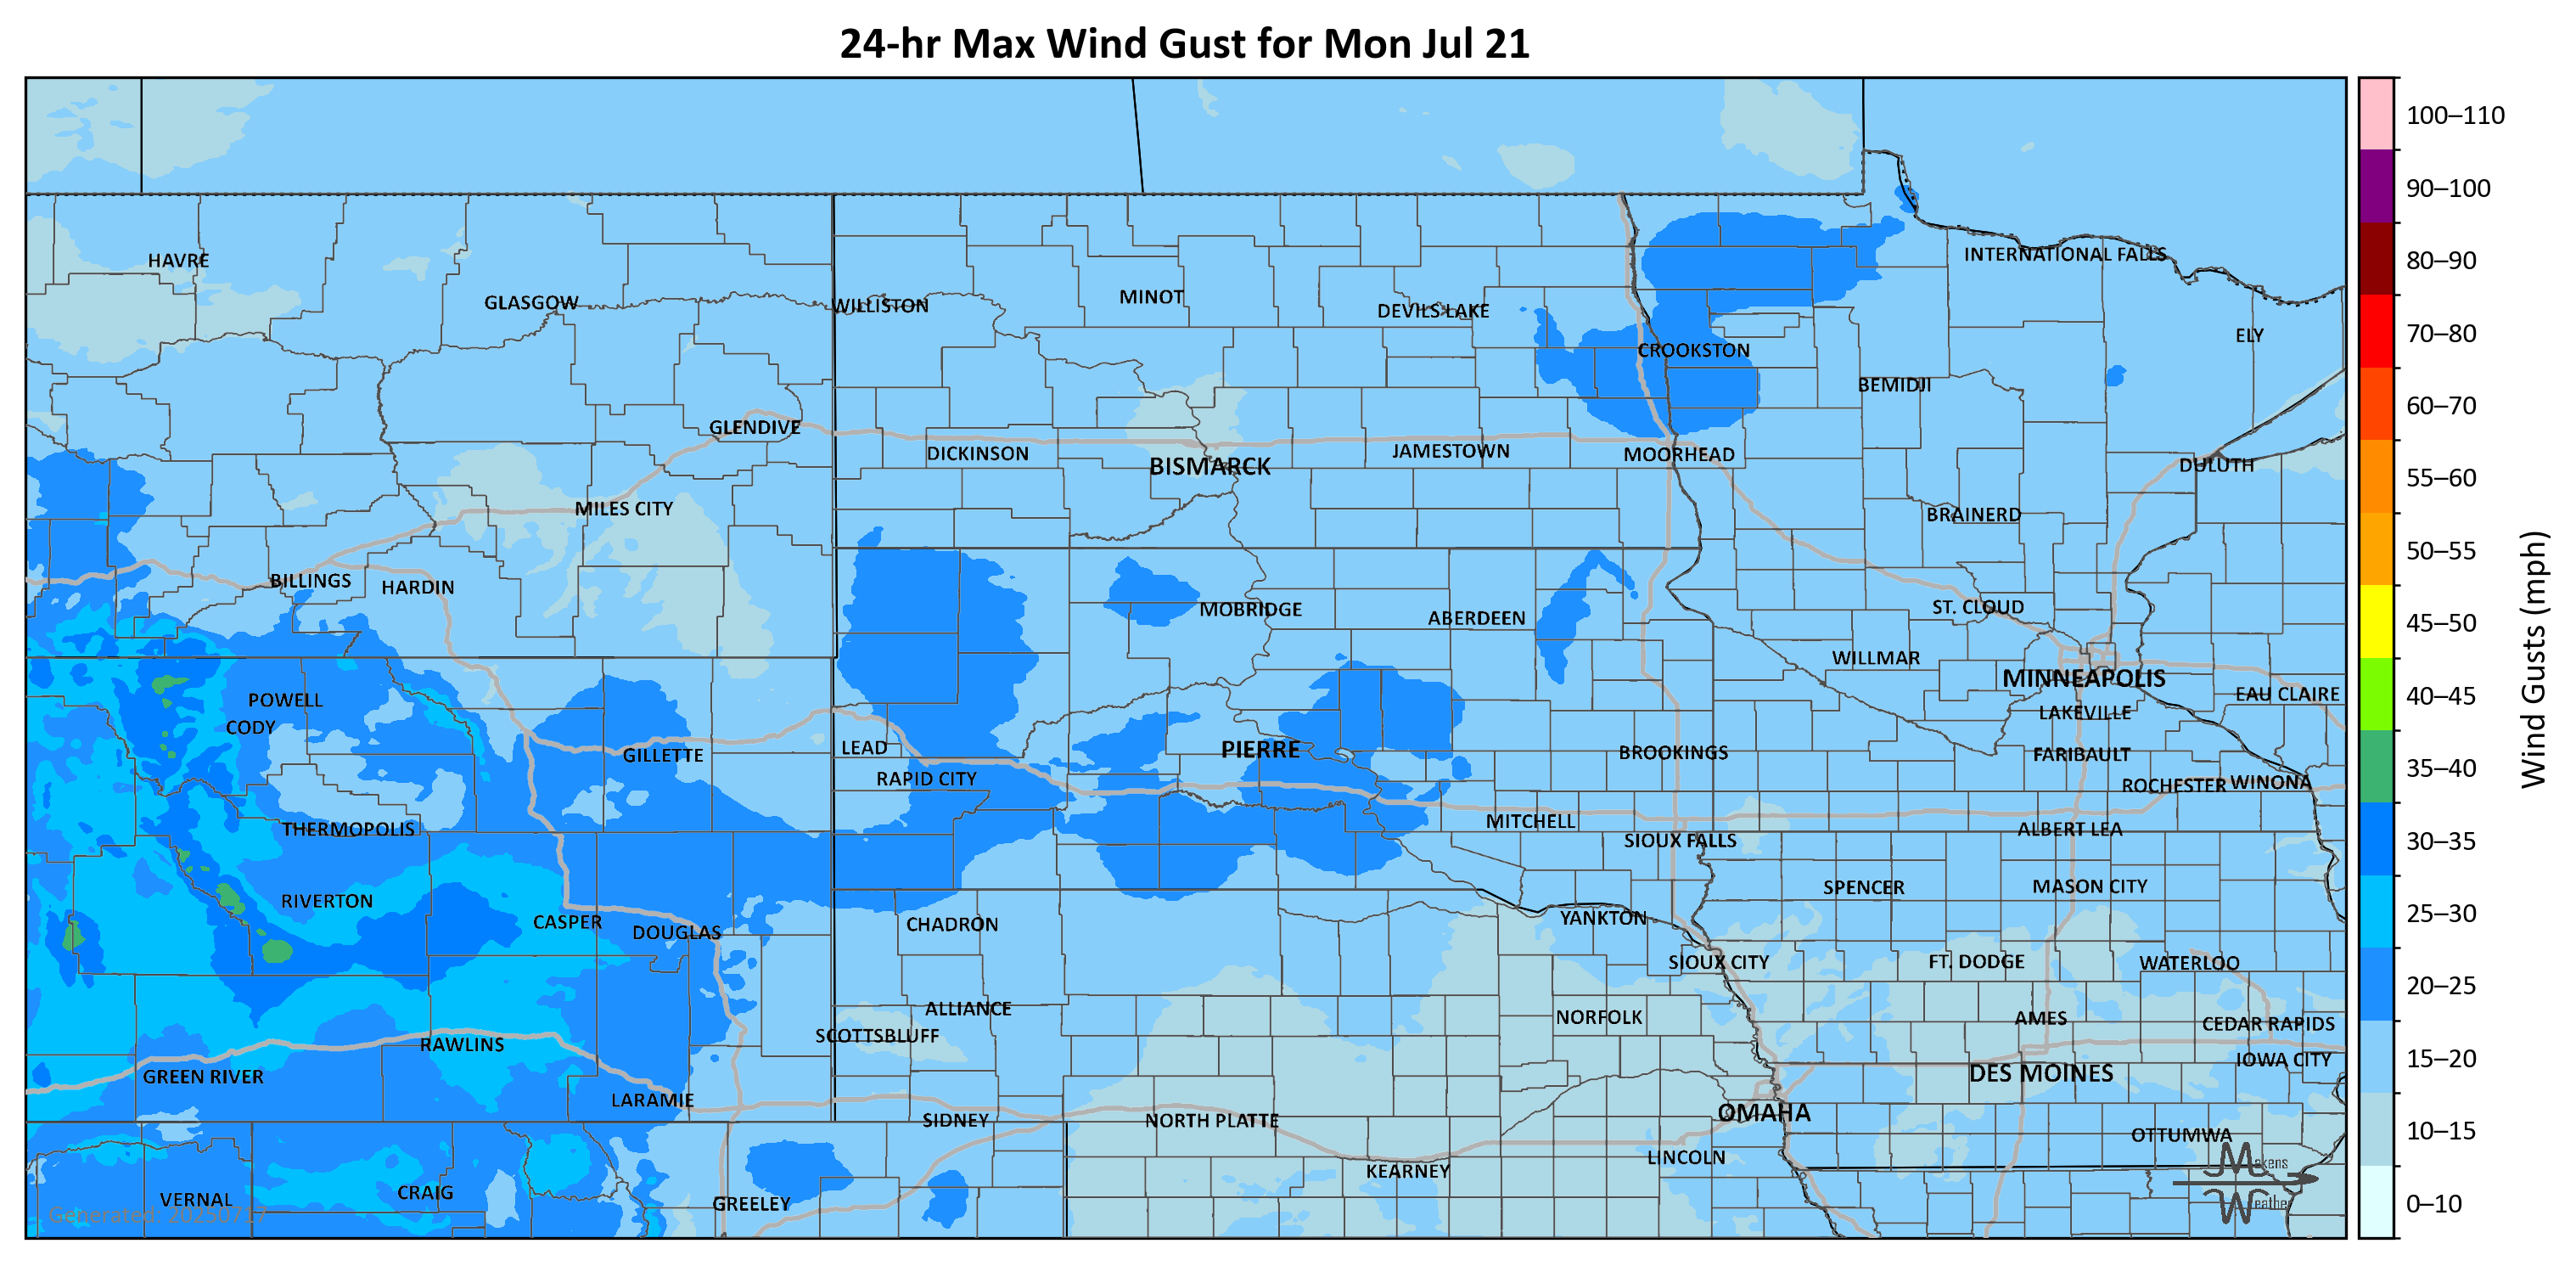 24-hr Max Wind Gust for Mon Jul 21
HAVRE
GLASGOW
WILLISTON
MINOT
DEVILS LAKE
CROOKSTON
INTERNATIONAL FALLS
ELY
BEMIDJI
GLENDIVE
DICKINSON
BISMARCK
JAMESTOWN
MOORHEAD
DULUTH
MILES CITY
BRAINERD
BILLINGS
HARDIN
MOBRIDGE
ABERDEEN
ST. CLOUD
WILLMAR
MINNEAPOLIS
EAU CLAIRE
LAKEVILLE
POWELL
CODY
GILLETTE
LEAD
RAPID CITY
PIERRE
BROOKINGS
FARIBAULT
ROCHESTER
WINONA
THERMOPOLIS
MITCHELL
SIOUX FALLS
ALBERT LEA
RIVERTON
CASPER
DOUGLAS
CHADRON
YANKTON
SPENCER
MASON CITY
SIOUX CITY
FT. DODGE
WATERLOO
ALLIANCE
SCOTTSBLUFF
NORFOLK
AMES
CEDAR RAPIDS
IOWA CITY
RAWLINS
GREEN RIVER
LARAMIE
DES MOINES
SIDNEY
NORTH PLATTE
OMAHA
OTTUMWA
KEARNEY
LINCOLN
VERNAL
CRAIG
GREELEY
Generated: 20250717
Makens
Weather
100–110
90–100
80–90
70–80
60–70
55–60
50–55
45–50
40–45
35–40
30–35
25–30
20–25
15–20
10–15
0–10
Wind Gusts (mph)